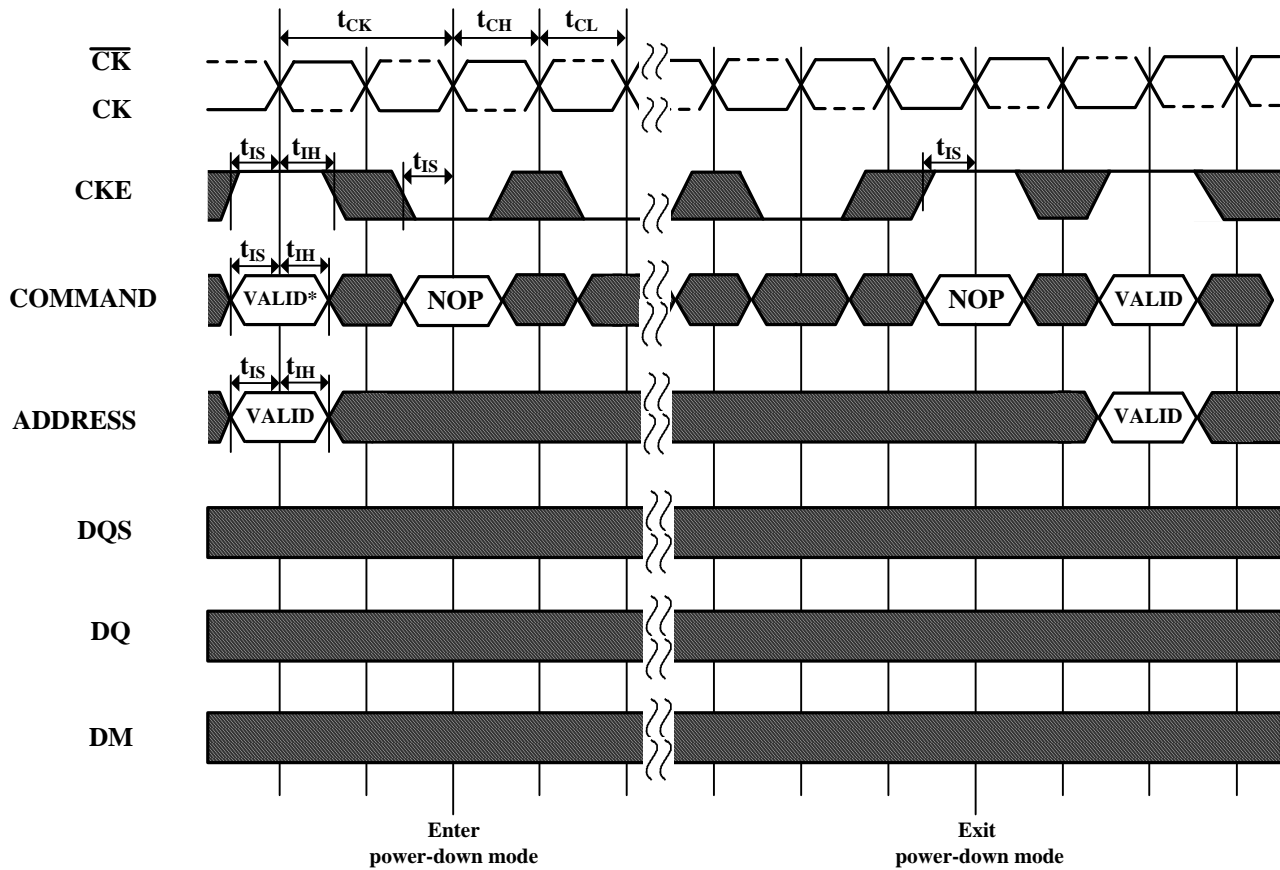 tCK tCH tCL
CK
CK
tIS tIH tIS tIS
CKE
tIS tIH
COMMAND VALID* NOP NOP VALID
tIS tIH
ADDRESS VALID VALID
DQS
DQ
DM
Enter Exit
power-down mode power-down mode